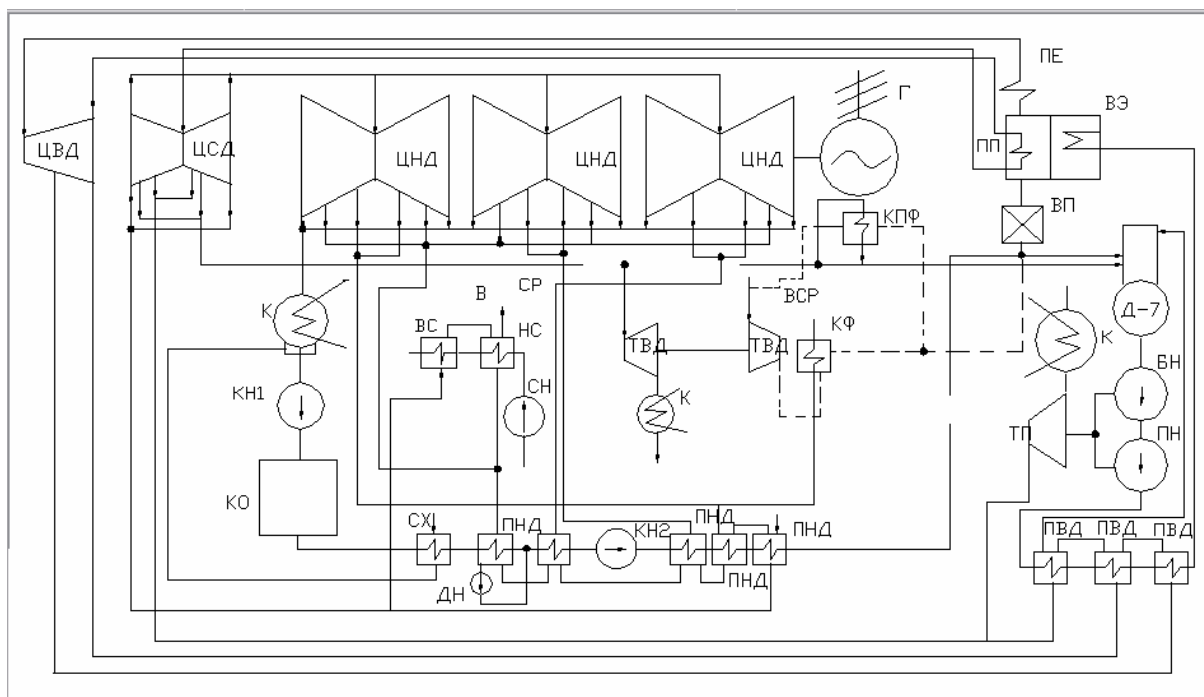 ПЕ
Г
ВЭ
ЦВД
ЦСД
ЦНД
ЦНД
ЦНД
ПП
ВП
КПФ
СР
В
ВСР
К
ВС
НС
КФ
Д-7
ТВД
ТВД
К
БН
КН1
СН
К
ТП
ПН
КО
СХ
ПНД
КН2
ПНД
ПНД
ПВД
ПВД
ПВД
ДН
ПНД